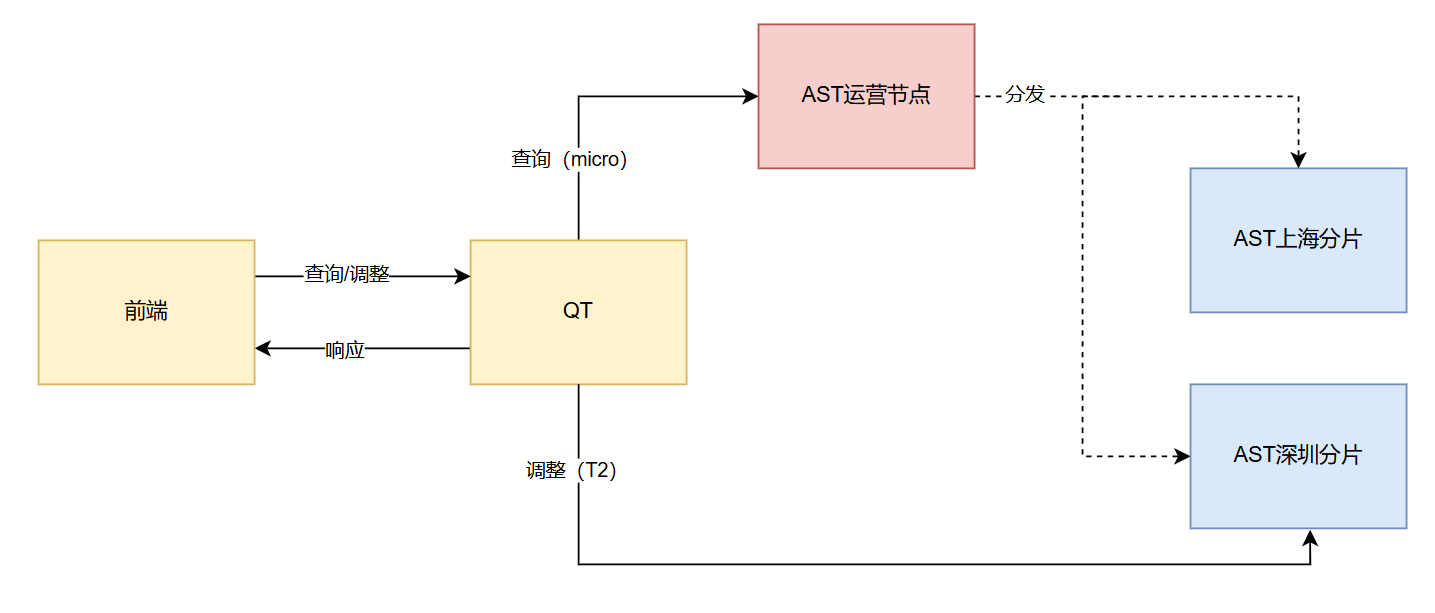 AST运营节点
分发
查询（micro）
AST上海分片
前端
查询/调整
QT
响应
AST深圳分片
调整（T2）